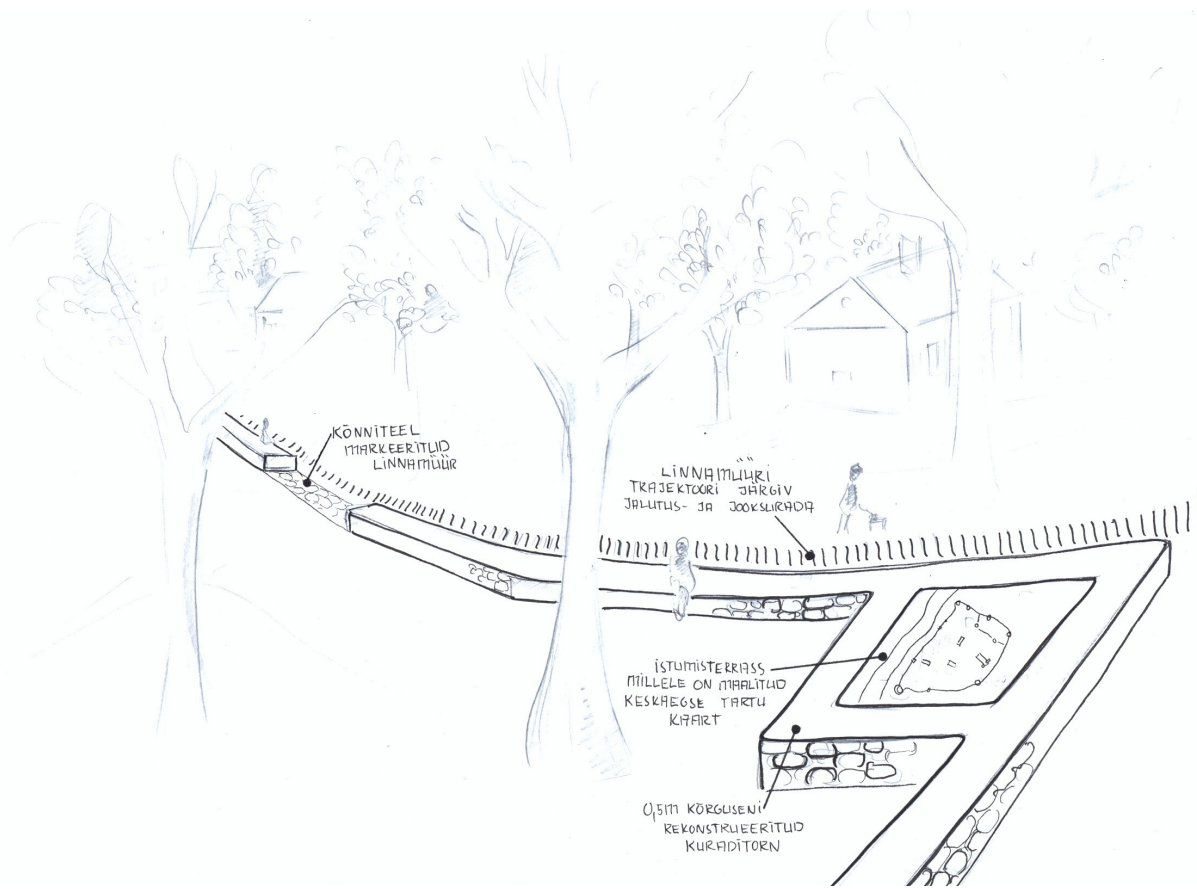 KÕNNITEEL
MARKEERITUD
LINNAMÜÜR
LINNAMÜÜRI
TRAJEKTOORI JÄRGIV
JALUTUS- JA JOOKSURADA
ISTUMISTERRASS
MILLELE ON MAALITUD
KESKAEGSE TARTU
KAART
0,5M KÕRGUSENI
REKONSTRUEERITUD
KURADITORN